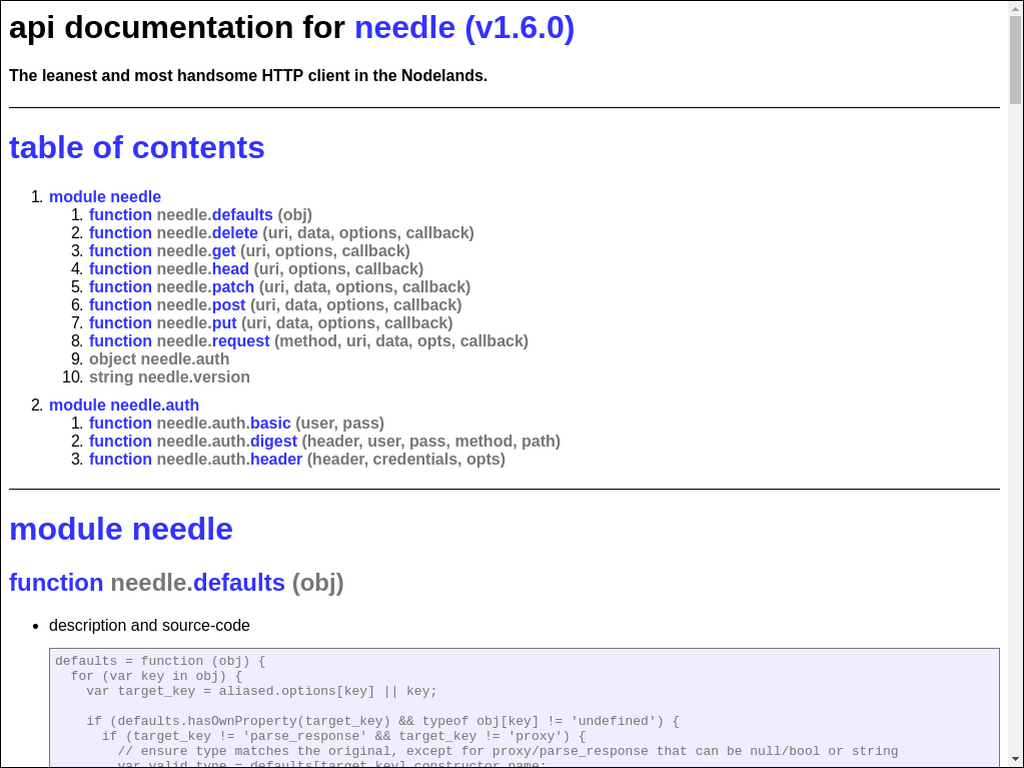 api documentation for needle (v1.6.0)
The leanest and most handsome HTTP client in the Nodelands.
table of contents
1. module needle
1. function needle.defaults (obj)
2. function needle.delete (uri, data, options, callback)
3. function needle.get (uri, options, callback)
4. function needle.head (uri, options, callback)
5. function needle.patch (uri, data, options, callback)
6. function needle.post (uri, data, options, callback)
7. function needle.put (uri, data, options, callback)
8. function needle.request (method, uri, data, opts, callback)
9. object needle.auth
10. string needle.version
2. module needle.auth
1. function needle.auth.basic (user, pass)
2. function needle.auth.digest (header, user, pass, method, path)
3. function needle.auth.header (header, credentials, opts)
module needle
function needle.defaults (obj)
• description and source-code
defaults = function (obj) {
for (var key in obj) {
var target_key = aliased.options[key] || key;
if (defaults.hasOwnProperty(target_key) && typeof obj[key] != 'undefined') {
if (target_key != 'parse_response' && target_key != 'proxy') {
// ensure type matches the original, except for proxy/parse_response that can be null/bool or string
var valid_type = defaults[target_key].constructor.name;